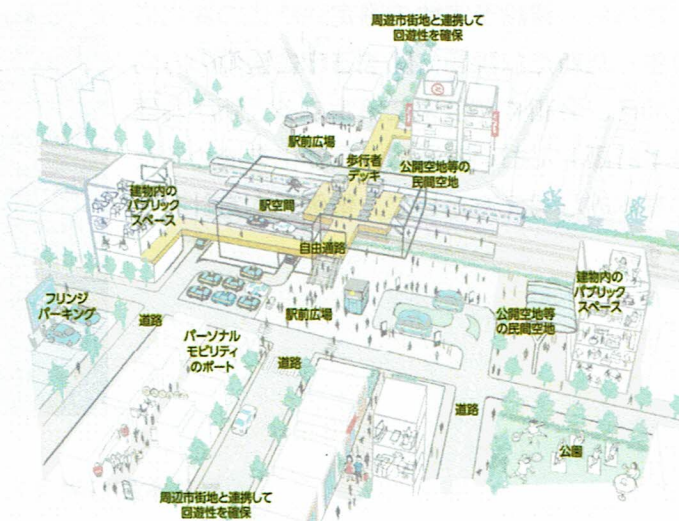 周遊市街地と連携して
回遊性を確保
駅前広場
歩行者
デッキ
公開空地等の
民間空地
建物内の
パブリック
スペース
駅空間
自由通路
建物内の
パブリック
スペース
フリンジ
パーキング
道路
駅前広場
公開空地等
の民間空地
パーソナル
モビリティ
のポート
道路
道路
公園
周辺市街地と連携して
回遊性を確保